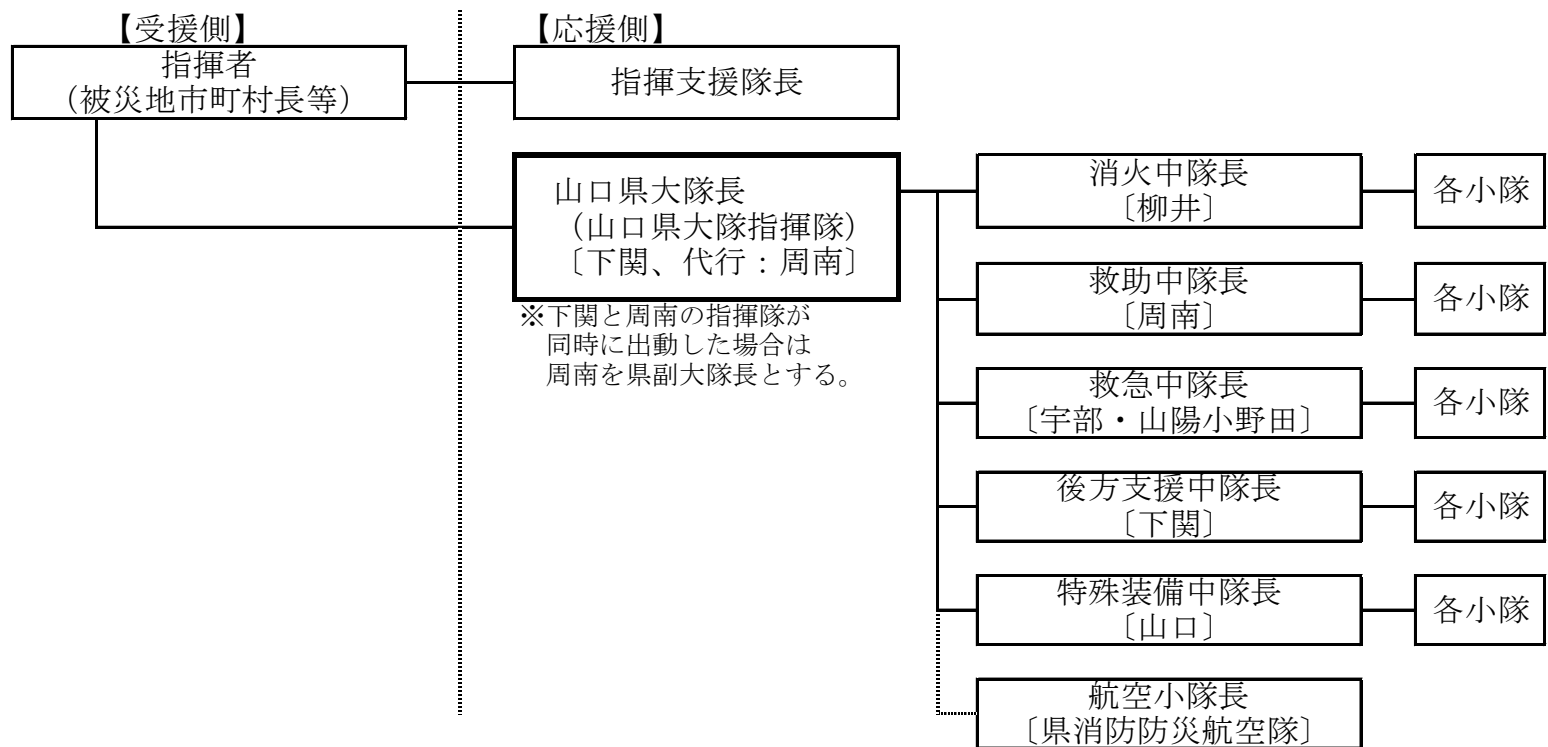 【受援側】
【応援側】
指揮者
（被災地市町村長等）
指揮支援隊長
山口県大隊長
（山口県大隊指揮隊）
〔下関、代行：周南〕
※下関と周南の指揮隊が
同時に出動した場合は
周南を県副大隊長とする。
消火中隊長
〔柳井〕
各小隊
救助中隊長
〔周南〕
各小隊
救急中隊長
〔宇部・山陽小野田〕
各小隊
後方支援中隊長
〔下関〕
各小隊
特殊装備中隊長
〔山口〕
各小隊
航空小隊長
〔県消防防災航空隊〕